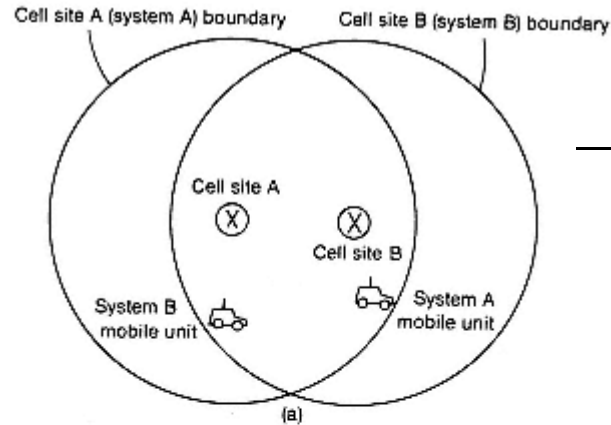 Cell site A (system A) boundary
Cell site B (system B) boundary
Cell site A
X
X
Cell site B
System B
mobile unit
System A
mobile unit
(a)